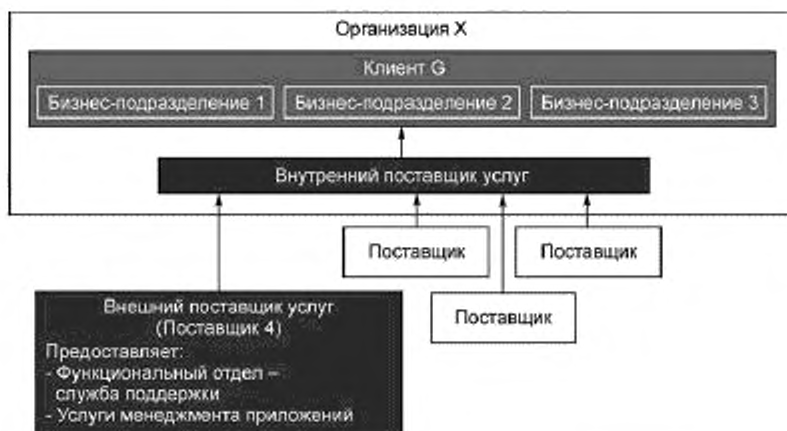 Организация X
Клиент G
Бизнес-подразделение 1
Бизнес-подразделение 2
Бизнес-подразделение 3
Внутренний поставщик услуг
Поставщик
Поставщик
Поставщик
Внешний поставщик услуг
(Поставщик 4)
Предоставляет:
- Функциональный отдел –
служба поддержки
- Услуги менеджмента приложений